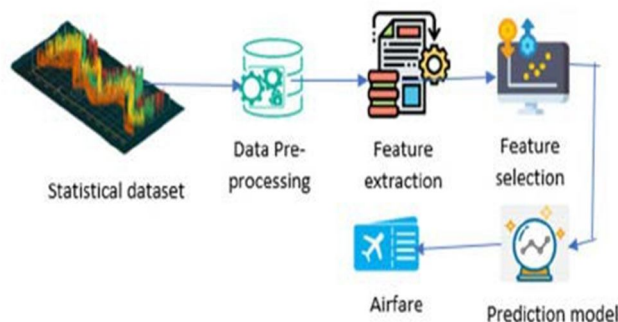 Statistical dataset
Data Pre-
processing
Feature
extraction
Feature
selection
Airfare
Prediction model